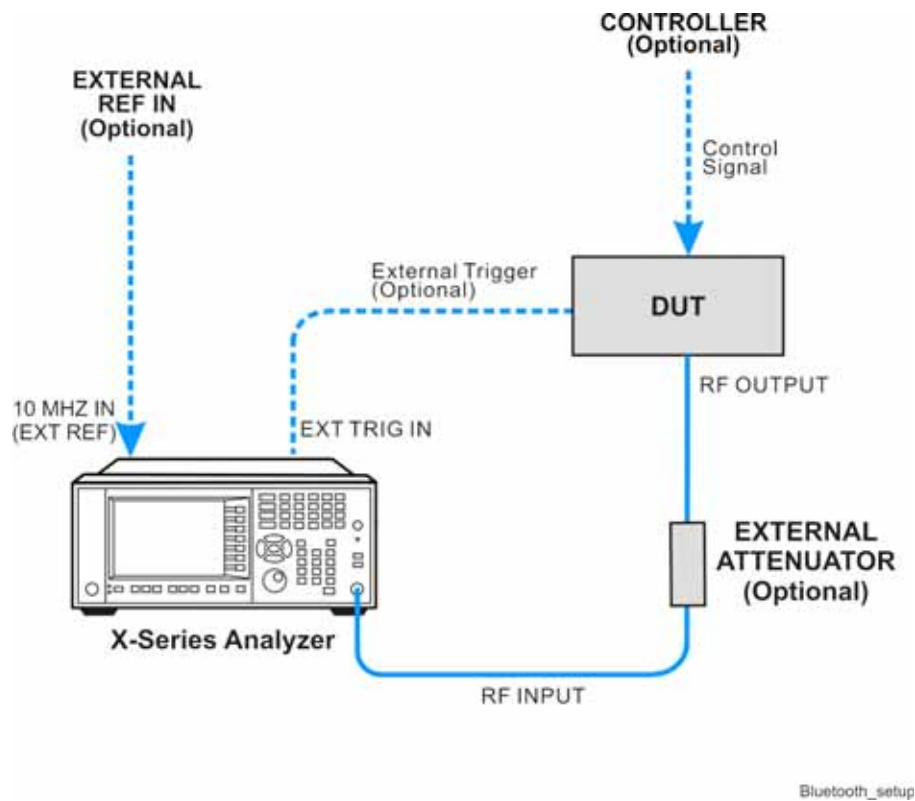 CONTROLLER
(Optional)
EXTERNAL
REF IN
(Optional)
Control
Signal
External Trigger
(Optional)
DUT
RF OUTPUT
10 MHZ IN
(EXT REF)
EXT TRIG IN
EXTERNAL
ATTENUATOR
(Optional)
X-Series Analyzer
RF INPUT
Bluetooth_setup